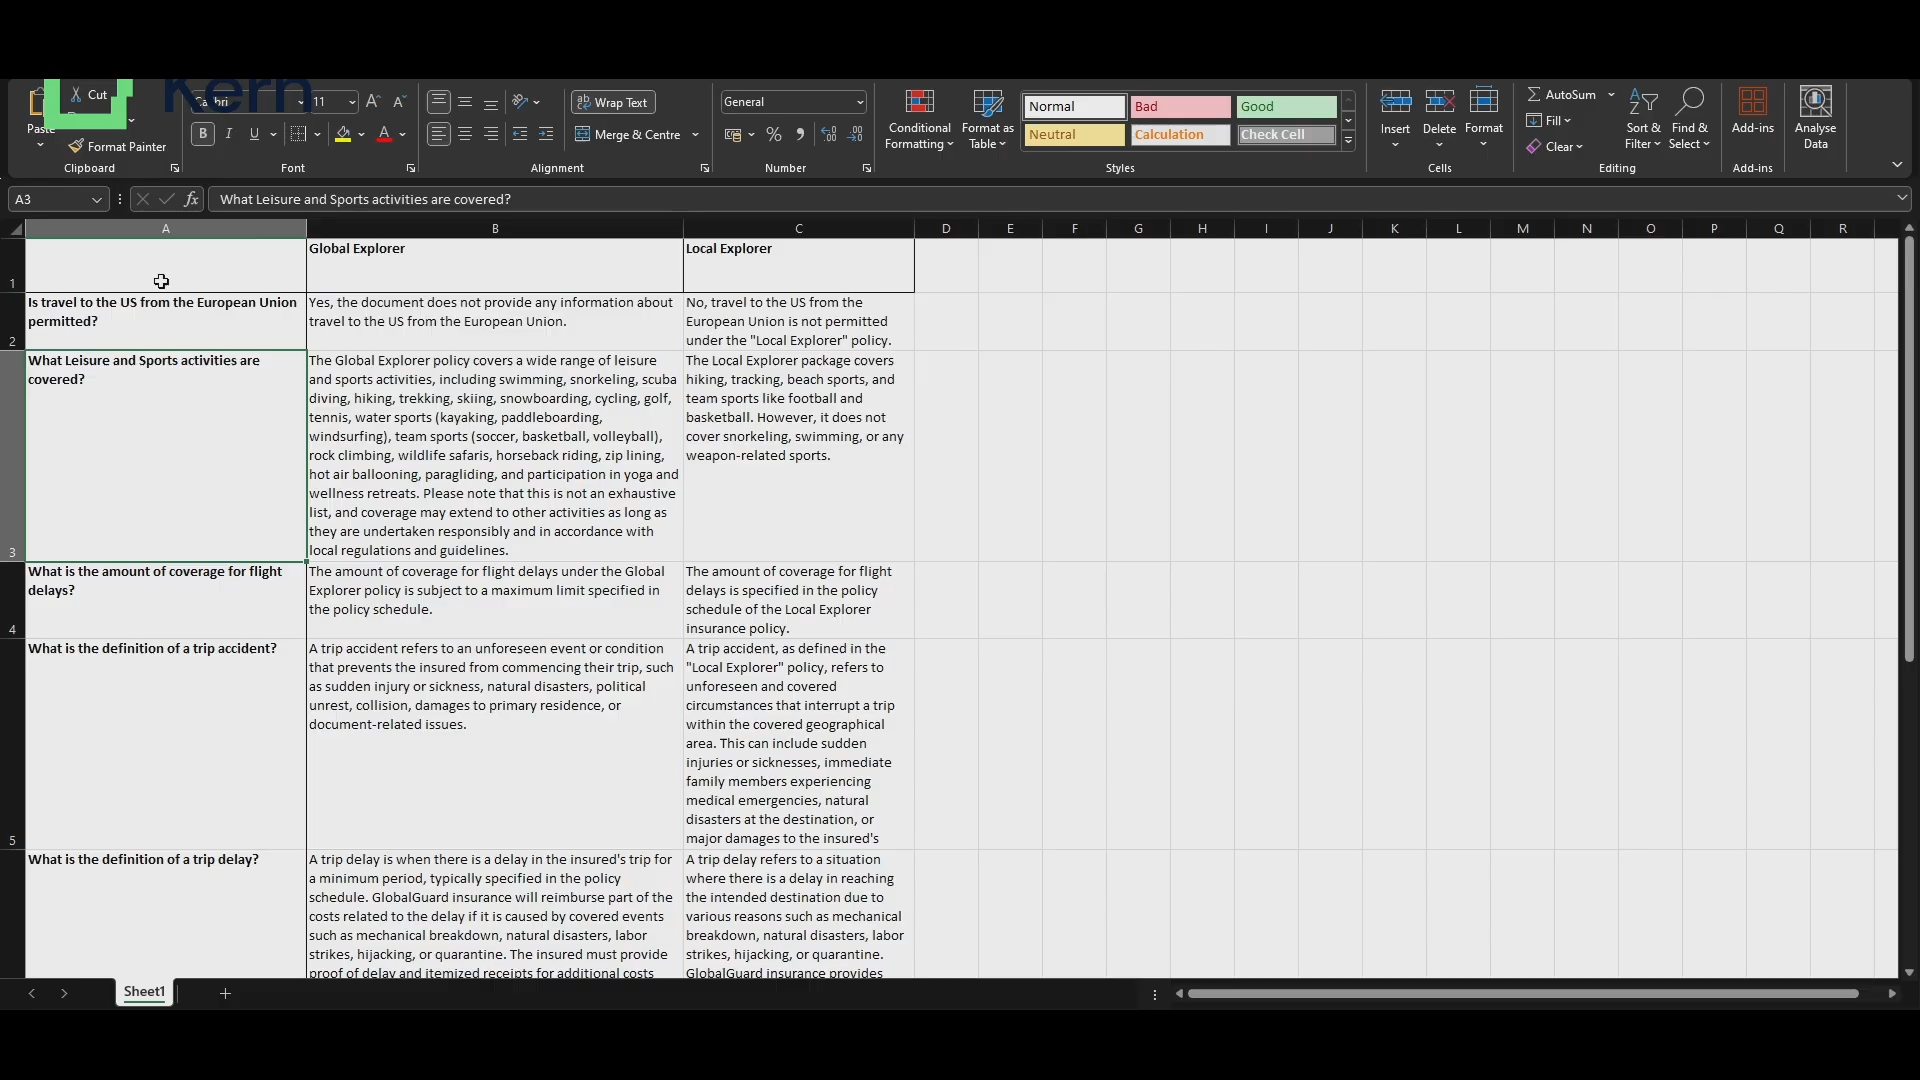 Kern
Cut
Paste
Format Painter
Clipboard
Calibri
11
B I U
Font
Wrap Text
Merge & Centre
Alignment
General
Number
Conditional
Formatting
Format as
Table
Normal
Bad
Good
Neutral
Calculation
Check Cell
Styles
Insert
Delete
Format
Cells
AutoSum
Fill
Clear
Sort &
Filter
Find &
Select
Editing
Add-ins
Add-ins
Analyse
Data
A3
fx
What Leisure and Sports activities are covered?
A B C D E F G H I J K L M N O P Q R
1
Global Explorer
Local Explorer
2
Is travel to the US from the European Union
permitted?
Yes, the document does not provide any information about
travel to the US from the European Union.
No, travel to the US from the
European Union is not permitted
under the "Local Explorer" policy.
3
What Leisure and Sports activities are
covered?
The Global Explorer policy covers a wide range of leisure
and sports activities, including swimming, snorkeling, scuba
diving, hiking, trekking, skiing, snowboarding, cycling, golf,
tennis, water sports (kayaking, paddleboarding,
windsurfing), team sports (soccer, basketball, volleyball),
rock climbing, wildlife safaris, horseback riding, zip lining,
hot air ballooning, paragliding, and participation in yoga and
wellness retreats. Please note that this is not an exhaustive
list, and coverage may extend to other activities as long as
they are undertaken responsibly and in accordance with
local regulations and guidelines.
The Local Explorer package covers
hiking, tracking, beach sports, and
team sports like football and
basketball. However, it does not
cover snorkeling, swimming, or any
weapon-related sports.
4
What is the amount of coverage for flight
delays?
The amount of coverage for flight delays under the Global
Explorer policy is subject to a maximum limit specified in
the policy schedule.
The amount of coverage for flight
delays is specified in the policy
schedule of the Local Explorer
insurance policy.
5
What is the definition of a trip accident?
A trip accident refers to an unforeseen event or condition
that prevents the insured from commencing their trip, such
as sudden injury or sickness, natural disasters, political
unrest, collision, damages to primary residence, or
document-related issues.
A trip accident, as defined in the
"Local Explorer" policy, refers to
unforeseen and covered
circumstances that interrupt a trip
within the covered geographical
area. This can include sudden
injuries or sicknesses, immediate
family members experiencing
medical emergencies, natural
disasters at the destination, or
major damages to the insured's
What is the definition of a trip delay?
A trip delay is when there is a delay in the insured's trip for
a minimum period, typically specified in the policy
schedule. GlobalGuard insurance will reimburse part of the
costs related to the delay if it is caused by covered events
such as mechanical breakdown, natural disasters, labor
strikes, hijacking, or quarantine. The insured must provide
proof of delay and itemized receipts for additional costs
A trip delay refers to a situation
where there is a delay in reaching
the intended destination due to
various reasons such as mechanical
breakdown, natural disasters, labor
strikes, hijacking, or quarantine.
GlobalGuard insurance provides
Sheet1